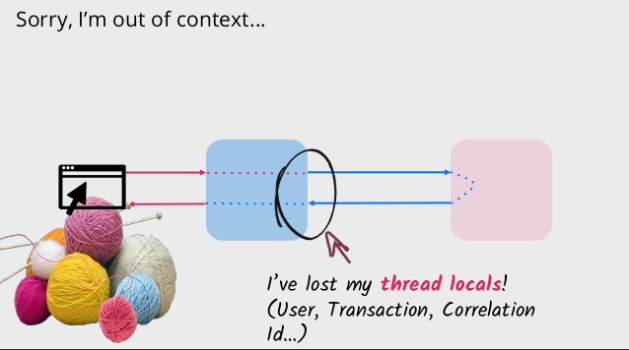 Sorry, I'm out of context...
I've lost my thread locals!
(User, Transaction, Correlation
Id...)